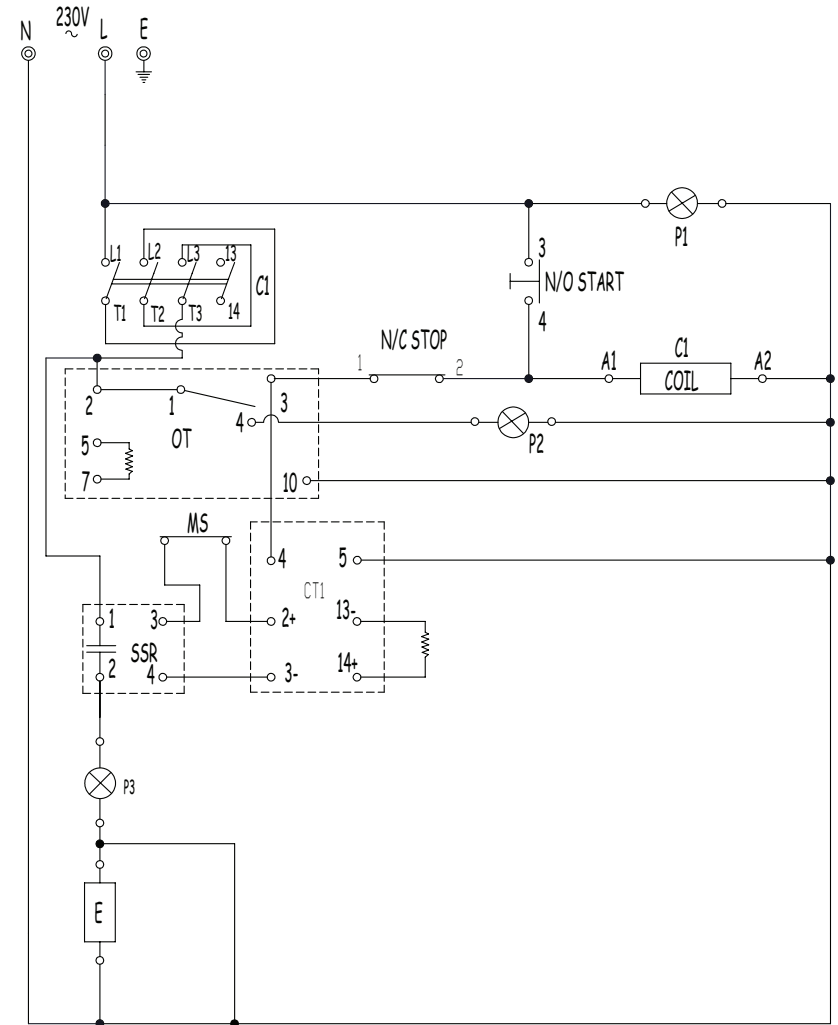 230V
N ~ L E
P1
L1 L2 L3 13
3
C1
N/O START
T1 T2 T3 14
4
N/C STOP
C1
1 2 A1 COIL A2
3
2 1
4
OT P2
5
7 10
MS
4 5
CT1
13-
1 3 2+
SSR
2 4 3- 14+
P3
E